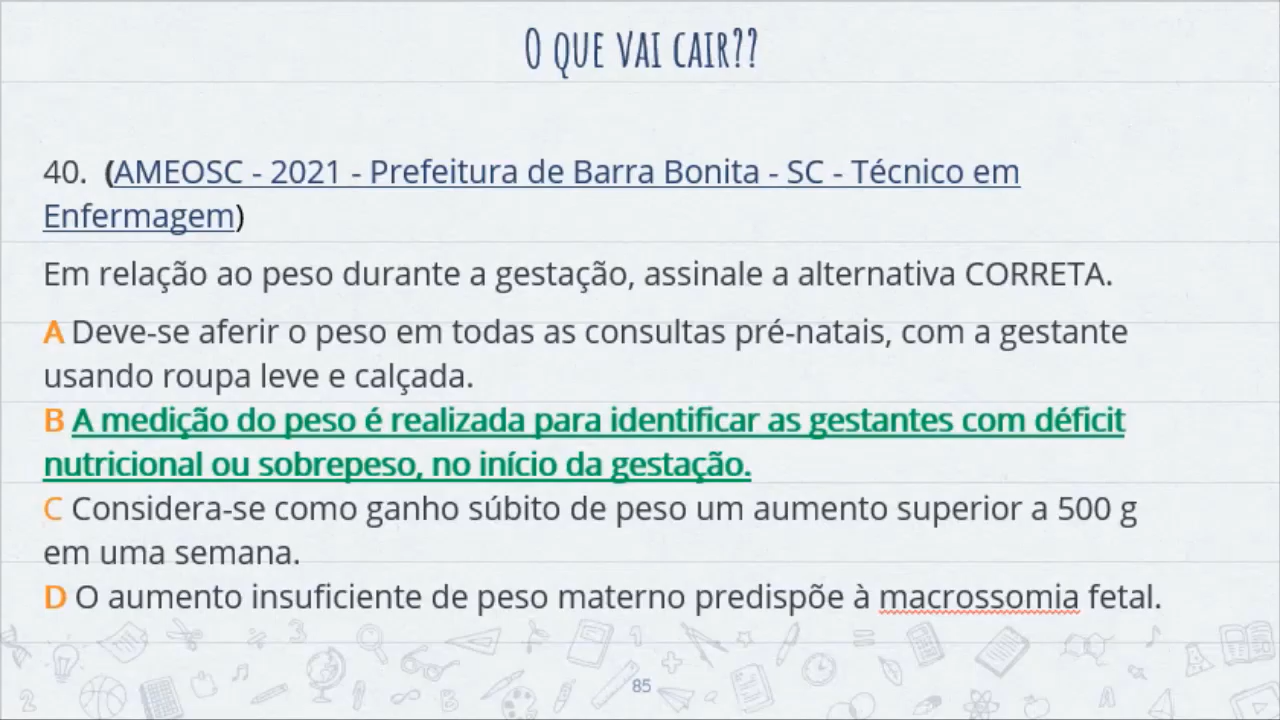 O QUE VAI CAIR??
40. (AMEOSC - 2021 - Prefeitura de Barra Bonita - SC - Técnico em
Enfermagem)
Em relação ao peso durante a gestação, assinale a alternativa CORRETA.
A Deve-se aferir o peso em todas as consultas pré-natais, com a gestante
usando roupa leve e calçada.
B A medição do peso é realizada para identificar as gestantes com déficit
nutricional ou sobrepeso, no início da gestação.
C Considera-se como ganho súbito de peso um aumento superior a 500 g
em uma semana.
D O aumento insuficiente de peso materno predispõe à macrossomia fetal.
85